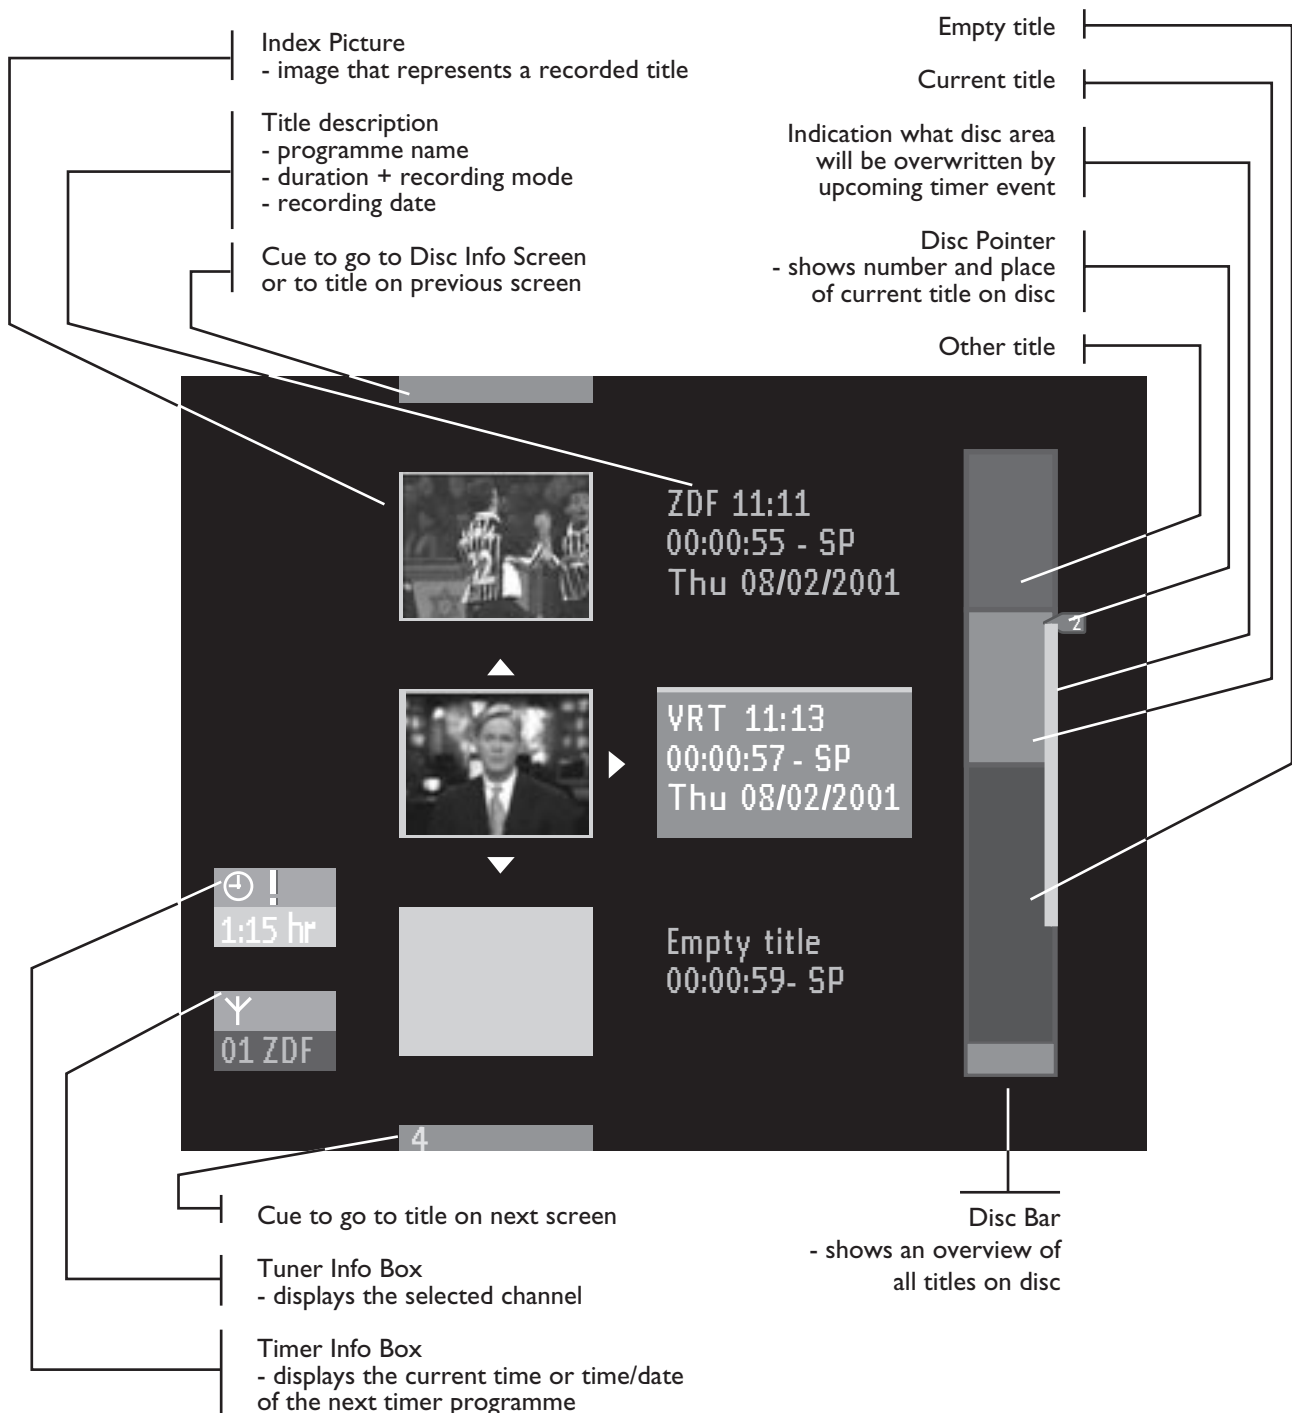 Index Picture
- image that represents a recorded title
Title description
- programme name
- duration + recording mode
- recording date
Cue to go to Disc Info Screen
or to title on previous screen
Empty title
Current title
Indication what disc area
will be overwritten by
upcoming timer event
Disc Pointer
- shows number and place
of current title on disc
Other title
12
ZDF 11:11
00:00:55 - SP
Thu 08/02/2001
2
VRT 11:13
00:00:57 - SP
Thu 08/02/2001
!
1:15 hr
01 ZDF
Empty title
00:00:59- SP
4
Cue to go to title on next screen
Tuner Info Box
- displays the selected channel
Timer Info Box
- displays the current time or time/date
of the next timer programme
Disc Bar
- shows an overview of
all titles on disc